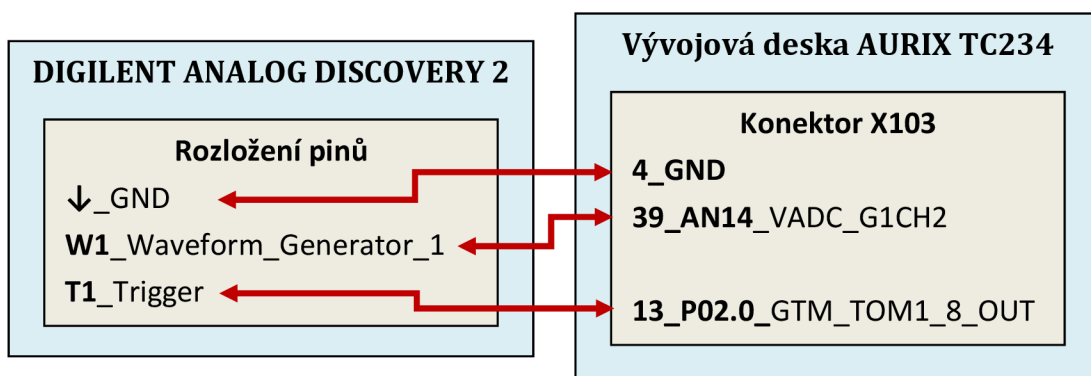 DIGILENT ANALOG DISCOVERY 2
Rozložení pinů
↓_GND
W1_Waveform_Generator_1
T1_Trigger
Vývojová deska AURIX TC234
Konektor X103
4_GND
39_AN14_VADC_G1CH2
13_P02.0_GTM_TOM1_8_OUT